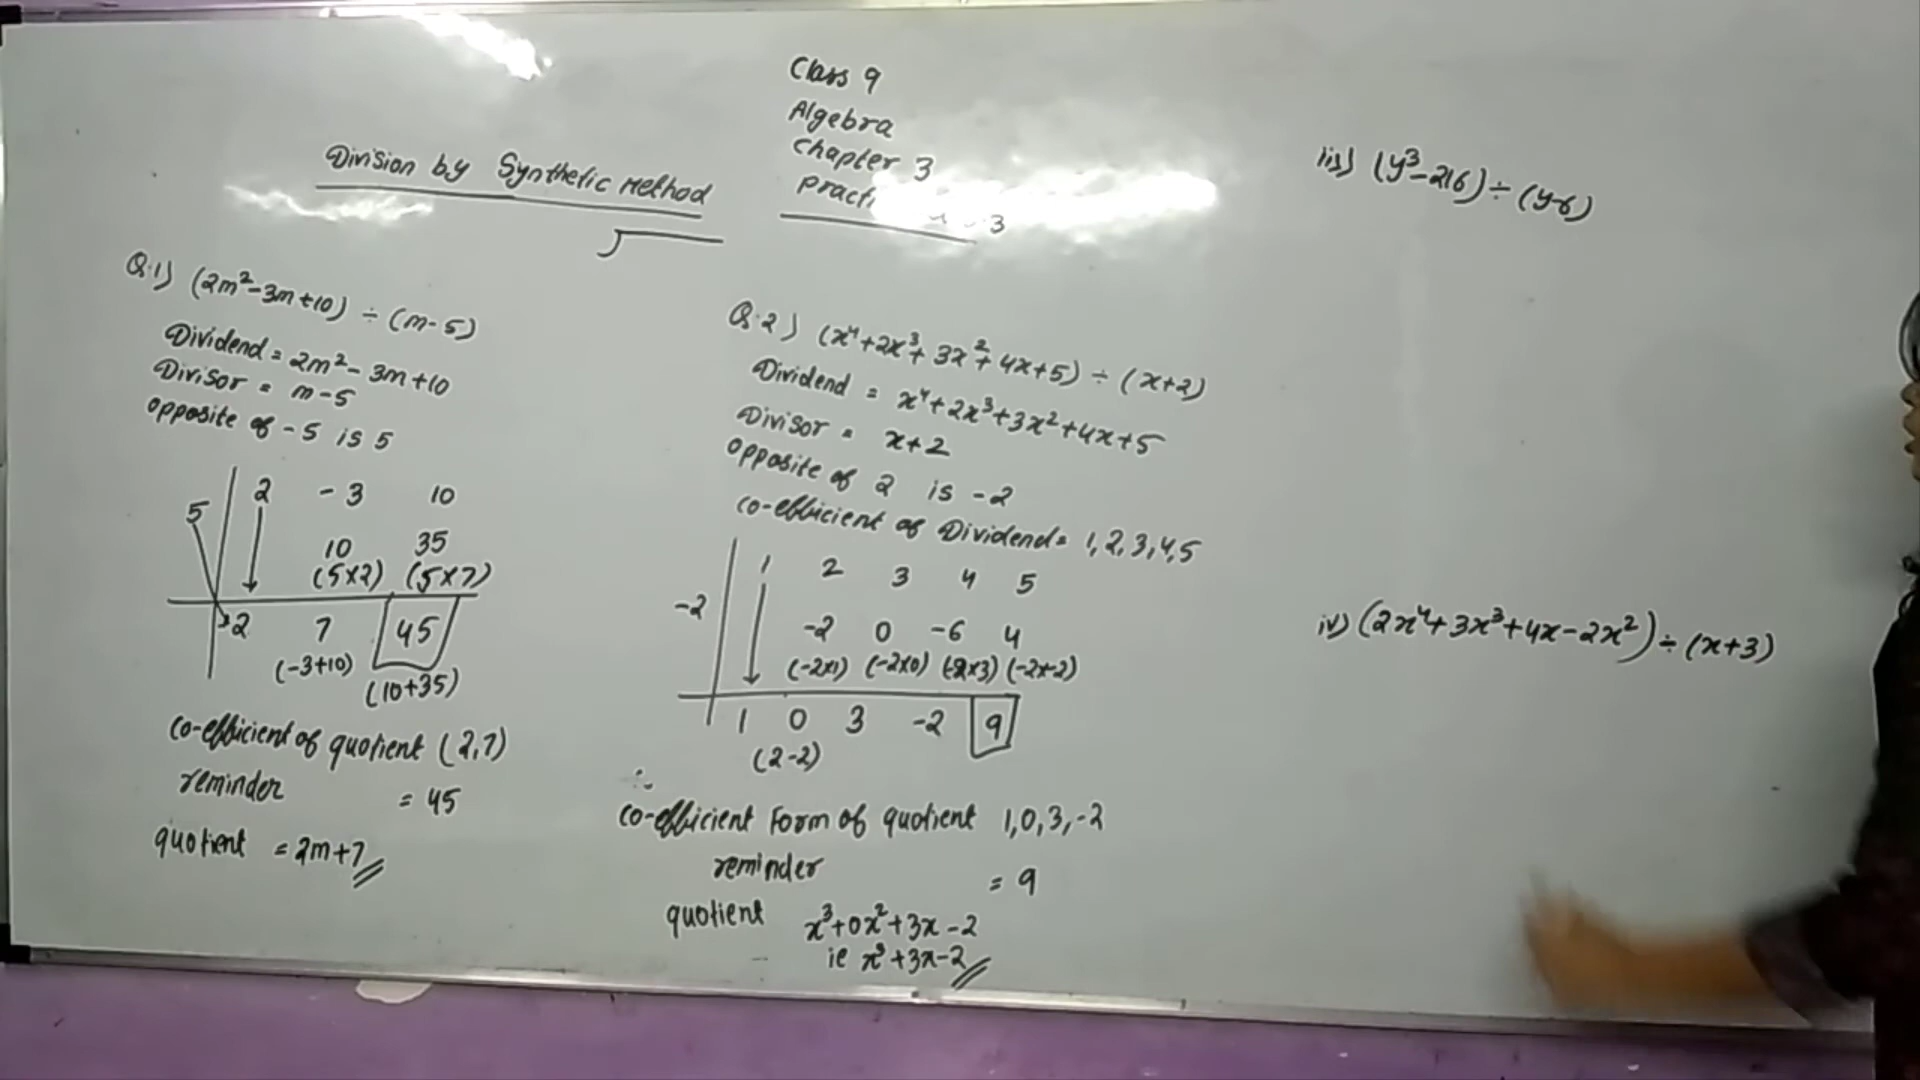 Class 9
Algebra
Chapter 3
Division by Synthetic Method
Q.1) (2m²-3m+10) ÷ (m-5)
Dividend = 2m²-3m+10
Divisor = m-5
opposite of -5 is 5
5 2 -3 10
10 35
(5×2) (5×7)
2 7 45
(-3+10) (10+35)
co-efficient of quotient (2,7)
reminder = 45
quotient = 2m+7
Q.2) (x⁴+2x³+3x²+4x+5) ÷ (x+2)
Dividend = x⁴+2x³+3x²+4x+5
Divisor = x+2
opposite of 2 is -2
co-efficient of Dividend= 1,2,3,4,5
1 2 3 4 5
-2 -2 0 -6 4
(-2×1) (-2×0) (-2×3) (-2×-2)
1 0 3 -2 9
(2-2)
∴
co-efficient Form of quotient 1,0,3,-2
reminder = 9
quotient x³+0x²+3x-2
ie x³+3x-2
iii) (y³-216)÷(y-6)
iv) (2x⁴+3x³+4x-2x²)÷(x+3)